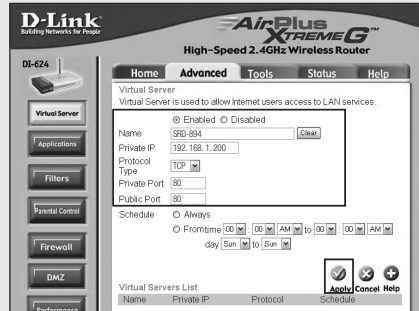 D-Link
Building Networks for People
AirPlus
XTREME G
™
High-Speed 2.4GHz Wireless Router
DI-624
Home Advanced Tools Status Help
Virtual Server
Applications
Filters
Parental Control
Firewall
DMZ
Performance
Virtual Server
Virtual Server is used to allow Internet users access to LAN services.
Enabled Disabled
Name SRD-894 Clear
Private IP 192.168.1.200
Protocol Type TCP
Private Port 80
Public Port 80
Schedule Always
From time 00 : 00 AM to 00 : 00 AM
day Sun to Sun
Apply Cancel Help
Virtual Servers List
Name Private IP Protocol Schedule